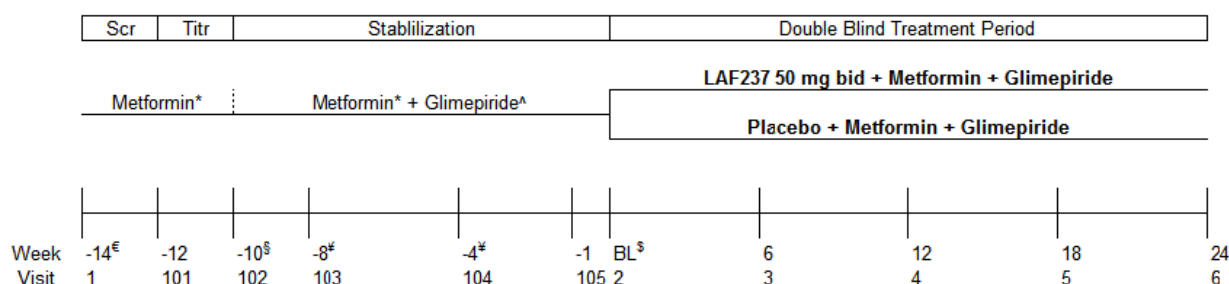 Scr Titr Stablilization Double Blind Treatment Period
LAF237 50 mg bid + Metformin + Glimepiride
Metformin* Metformin* + Glimepiride^
Placebo + Metformin + Glimepiride
Week -14€ -12 -10§ -8¥ -4¥ -1 BL$ 6 12 18 24
Visit 1 101 102 103 104 105 2 3 4 5 6